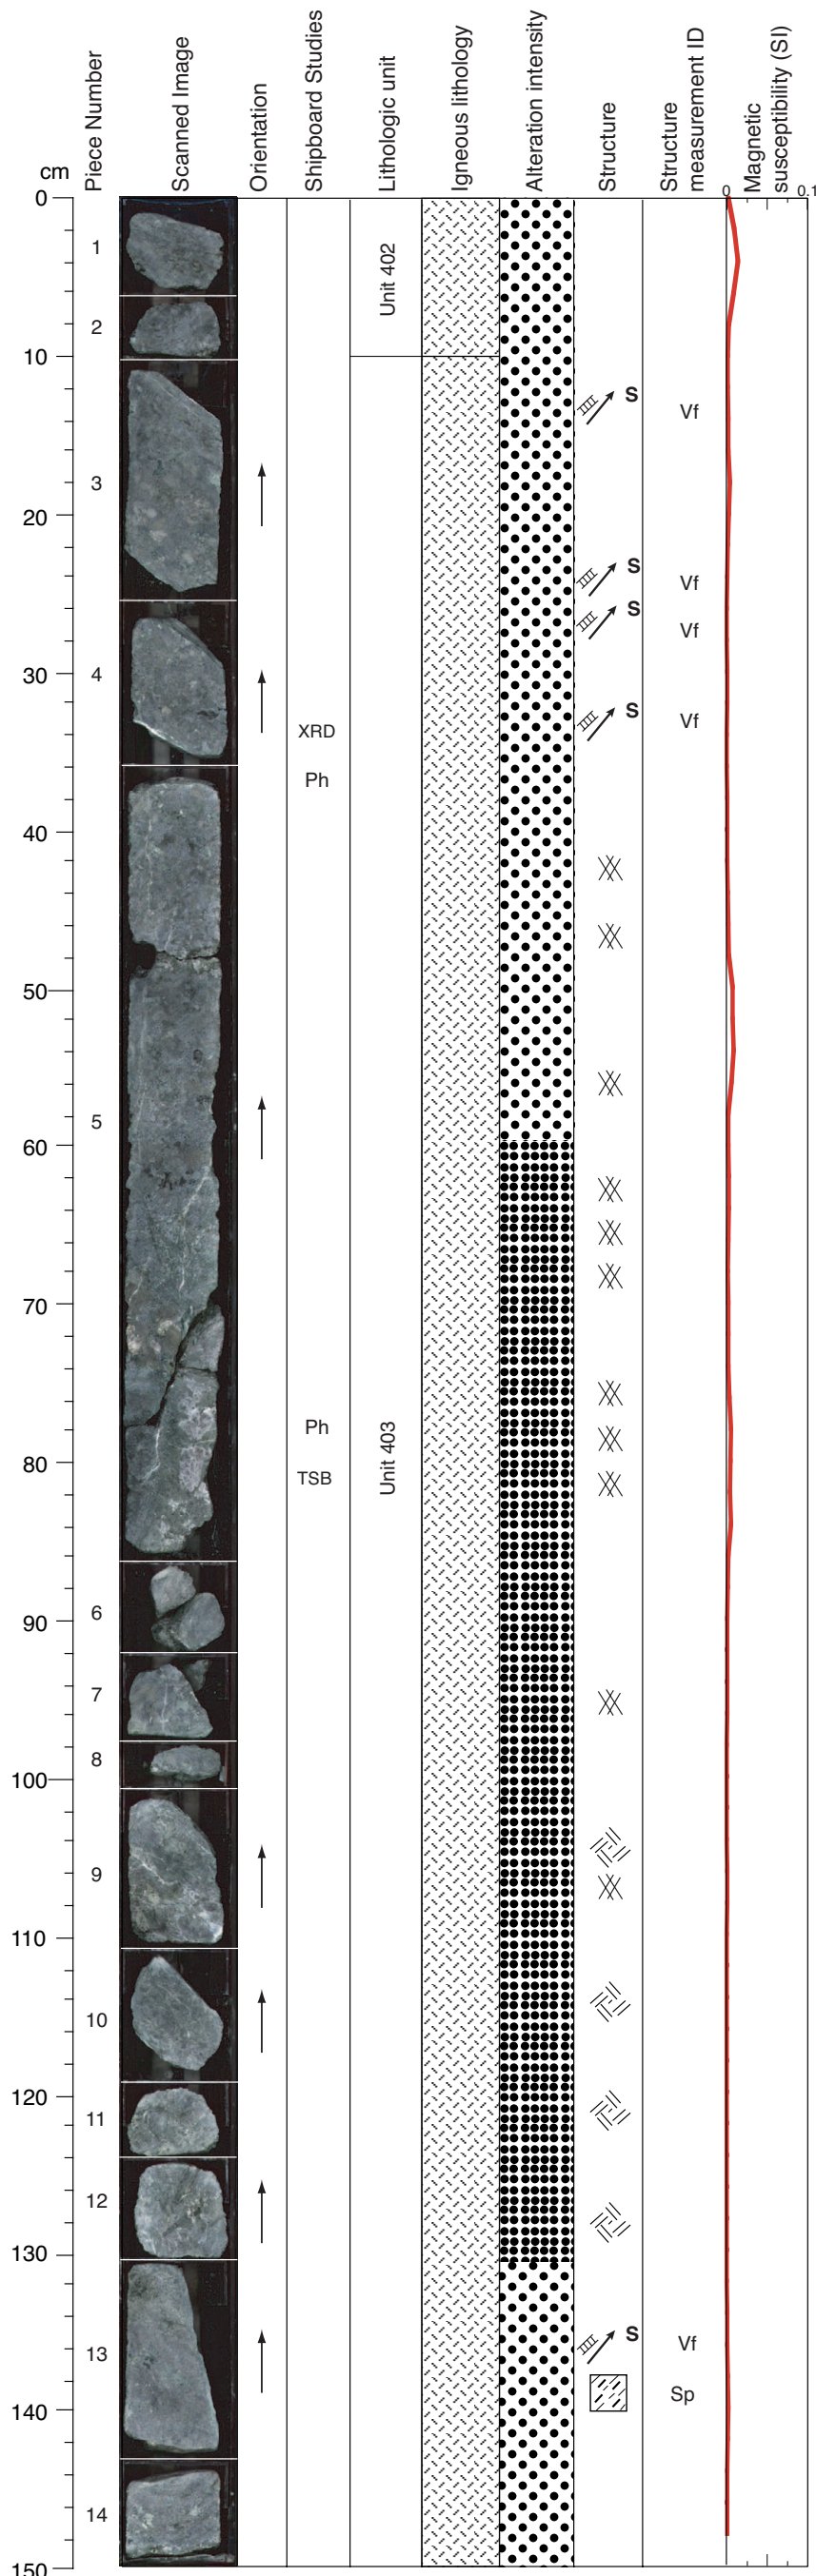 cm
Piece Number
Scanned Image
Orientation
Shipboard Studies
Lithologic unit
Igneous lithology
Alteration intensity
Structure
Structure
measurement ID
Magnetic
susceptibility (SI)
0
0
0.1
1
Unit 402
2
10
S
Vf
3
20
S
Vf
S
Vf
30
4
S
Vf
XRD
Ph
40
50
5
60
70
Ph
80
TSB
Unit 403
90
6
7
8
100
9
110
10
120
11
12
130
S
Vf
13
Sp
140
14
150